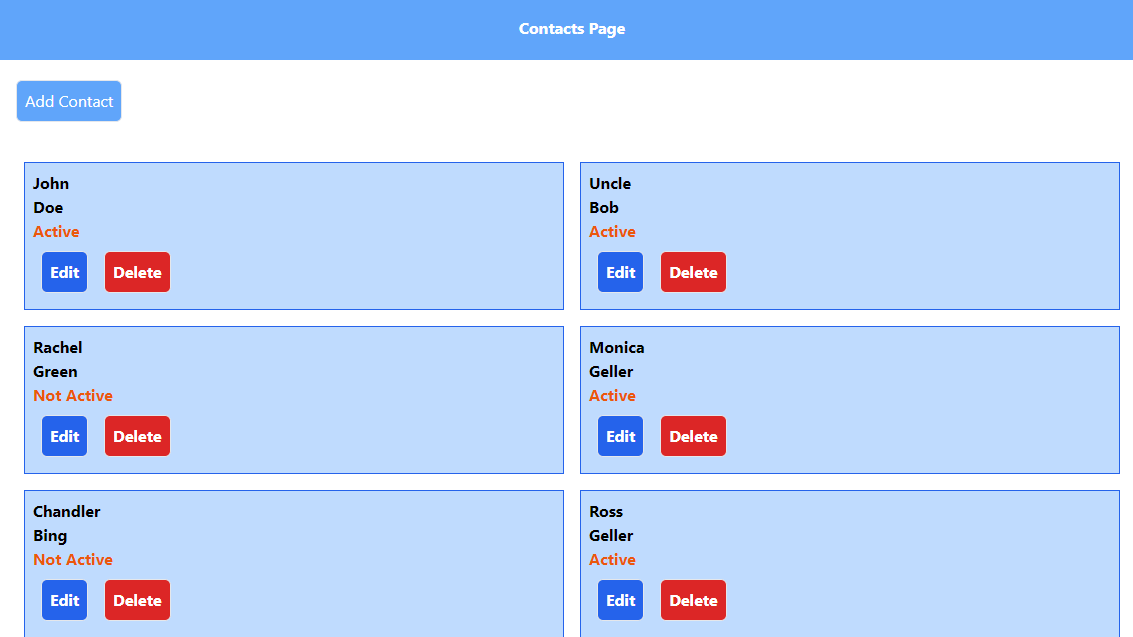 Contacts Page
Add Contact
John
Doe
Active
Edit Delete
Uncle
Bob
Active
Edit Delete
Rachel
Green
Not Active
Edit Delete
Monica
Geller
Active
Edit Delete
Chandler
Bing
Not Active
Edit Delete
Ross
Geller
Active
Edit Delete